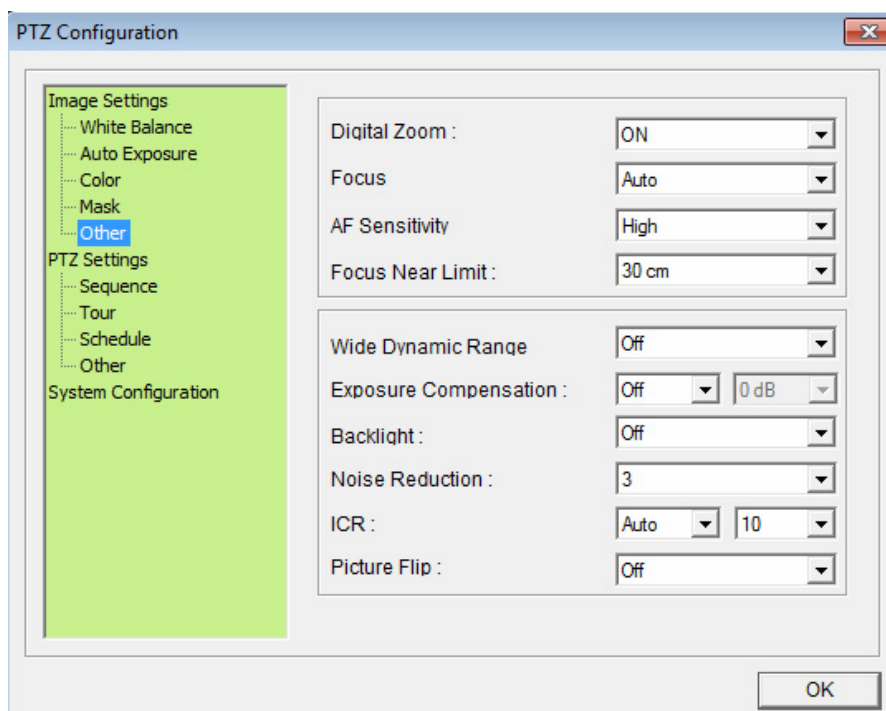 PTZ Configuration
Image Settings
White Balance
Auto Exposure
Color
Mask
Other
PTZ Settings
Sequence
Tour
Schedule
Other
System Configuration
Digital Zoom : ON
Focus Auto
AF Sensitivity High
Focus Near Limit : 30 cm
Wide Dynamic Range Off
Exposure Compensation : Off 0 dB
Backlight : Off
Noise Reduction : 3
ICR : Auto 10
Picture Flip : Off
OK